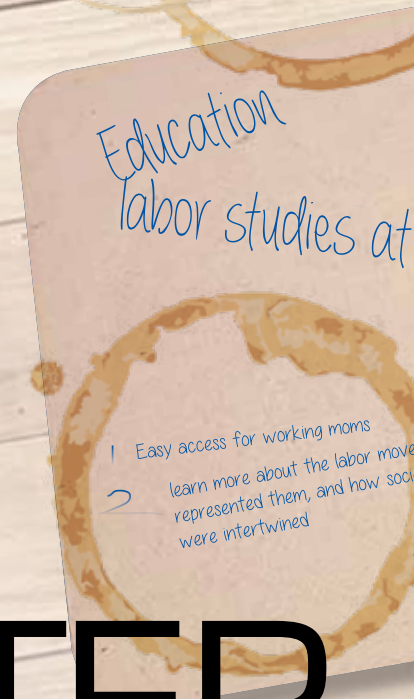 Education
labor studies at
1 Easy access for working moms
2 learn more about the labor move
represented them, and how soci
were intertwined
TED